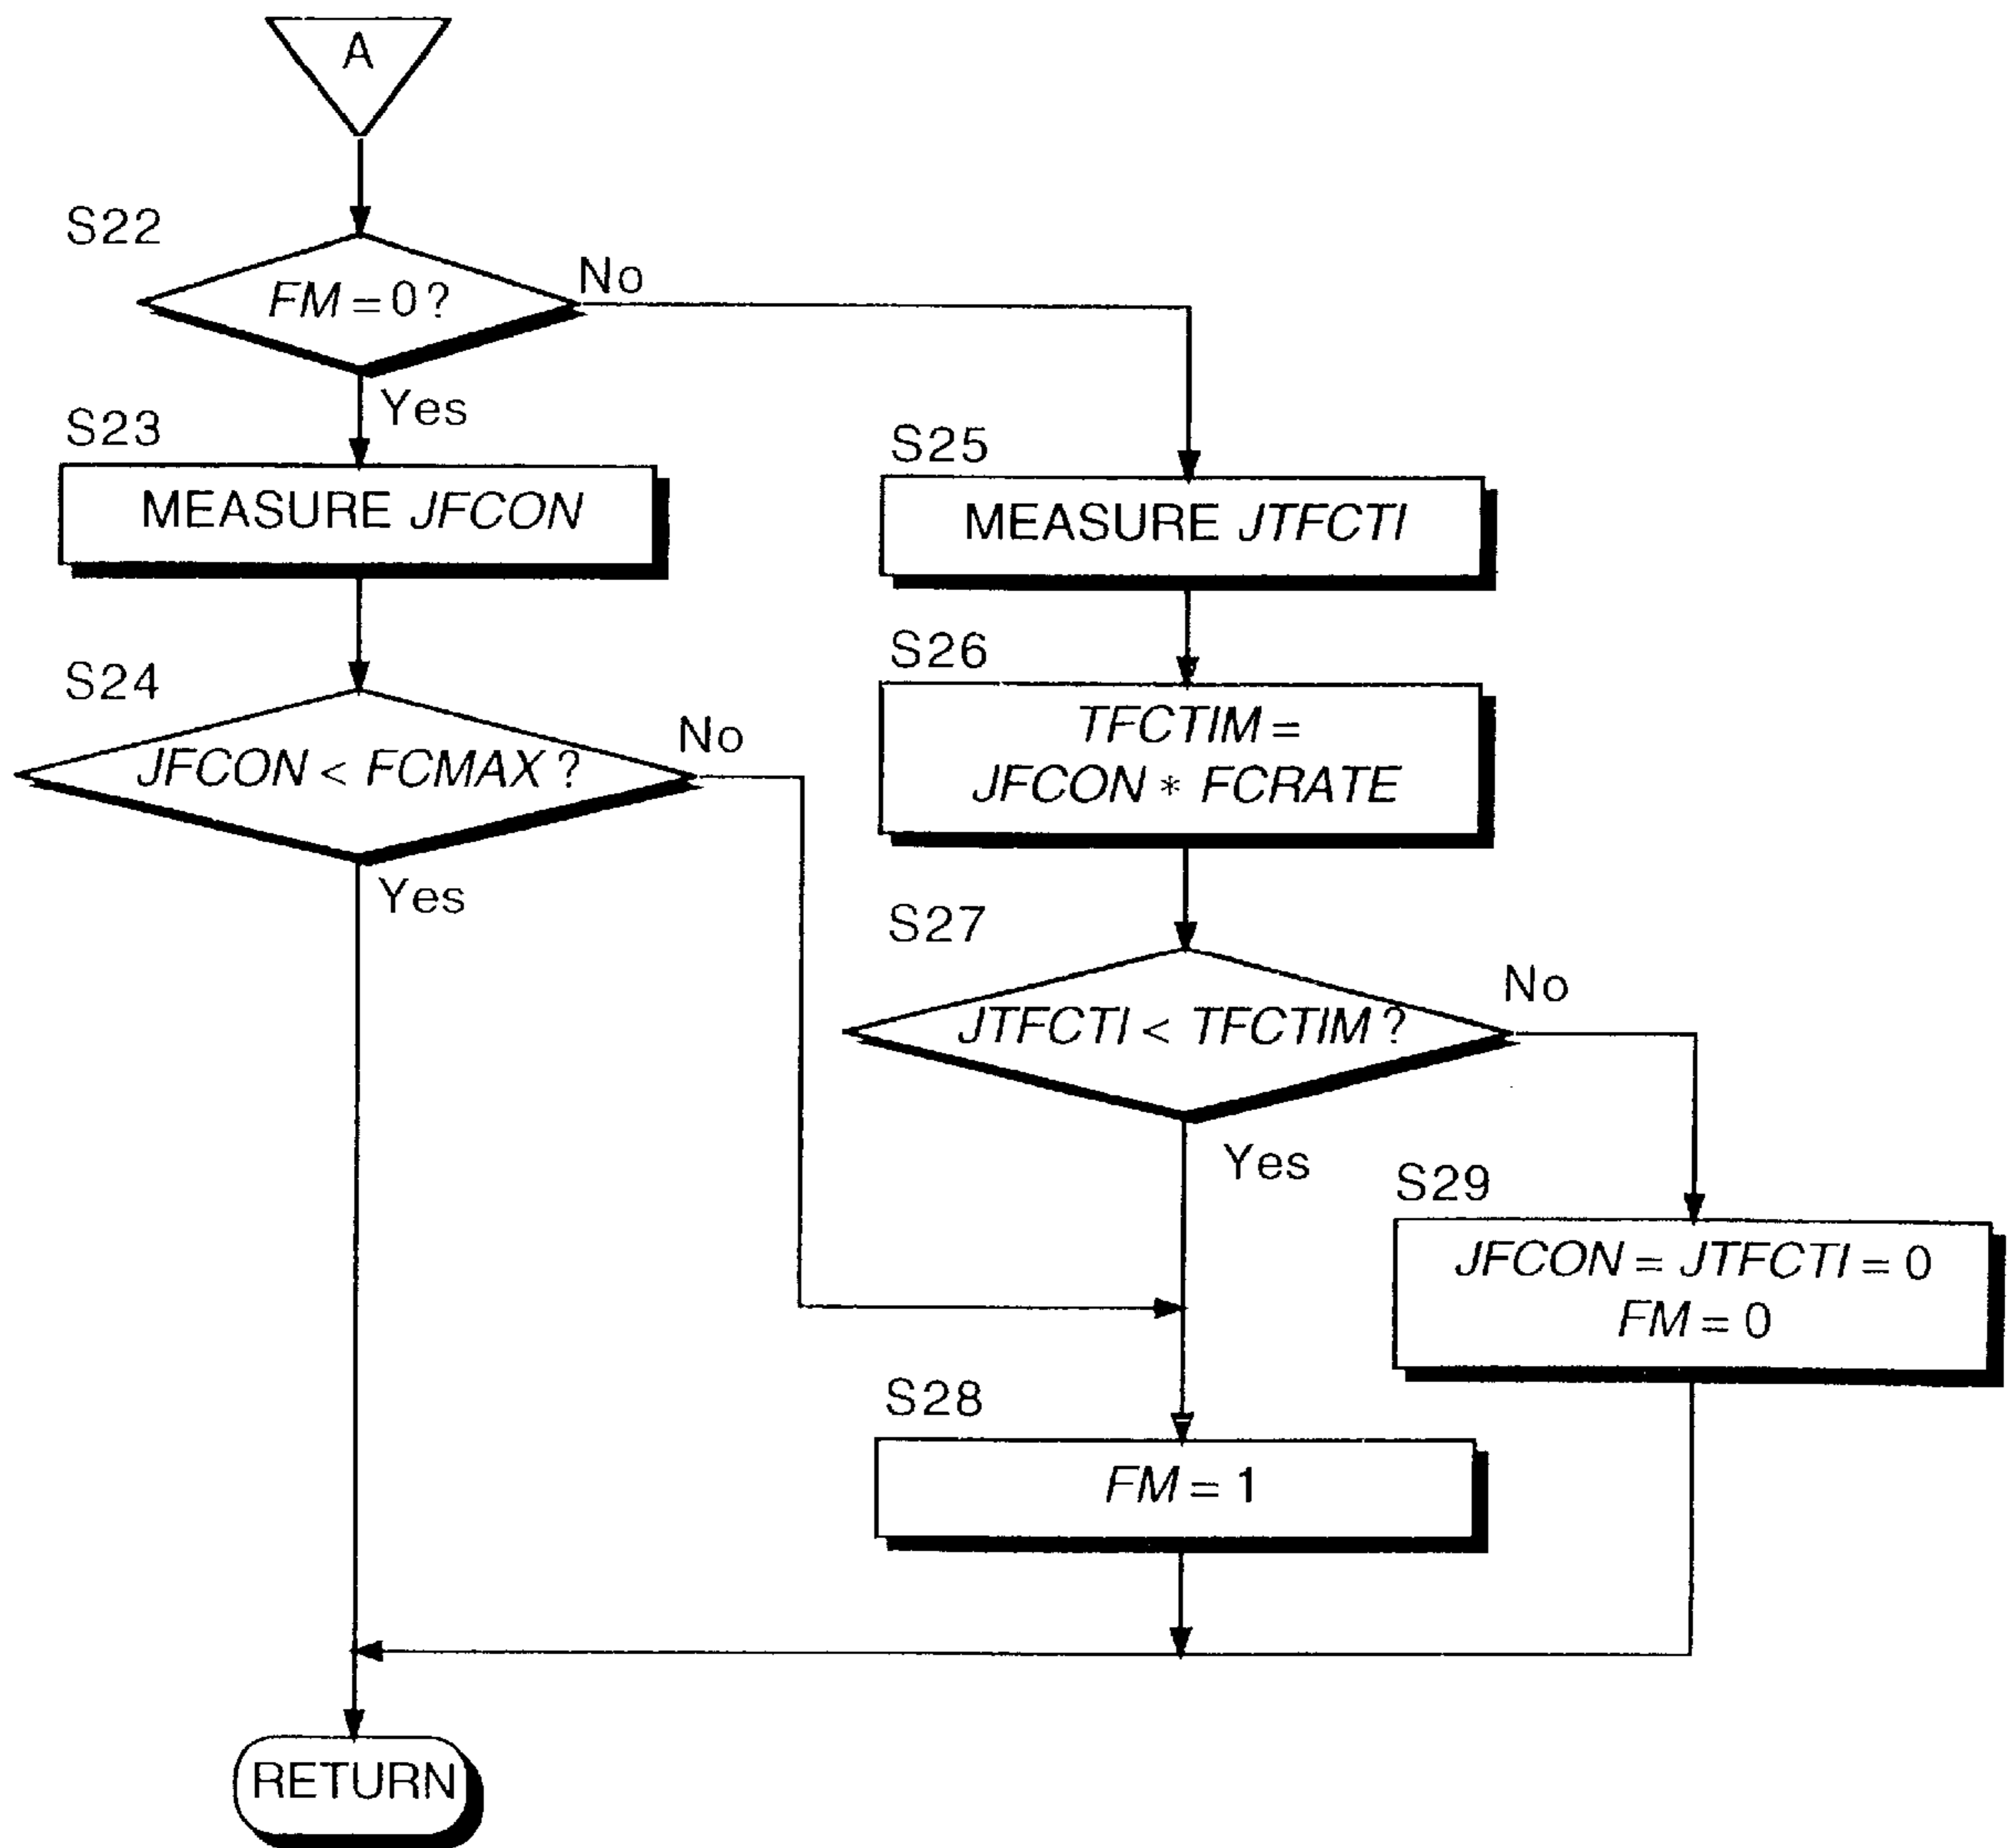 A
S22
FM = 0 ?
No
Yes
S23
MEASURE JFCON
S24
JFCON < FCMAX ?
No
Yes
S25
MEASURE JTFCTI
S26
TFCTIM =
JFCON * FCRATE
S27
JTFCTI < TFCTIM ?
No
Yes
S29
JFCON = JTFCTI = 0
FM = 0
S28
FM = 1
RETURN